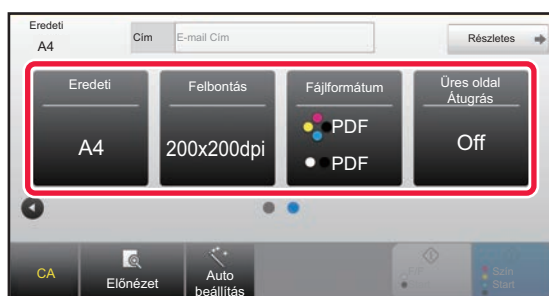 Eredeti
A4
Cím
E-mail Cím
Részletes
Eredeti
A4
Felbontás
200x200dpi
Fájlformátum
PDF
PDF
Üres oldal
Átugrás
Off
CA
Előnézet
Auto
beállítás
Szín
Start